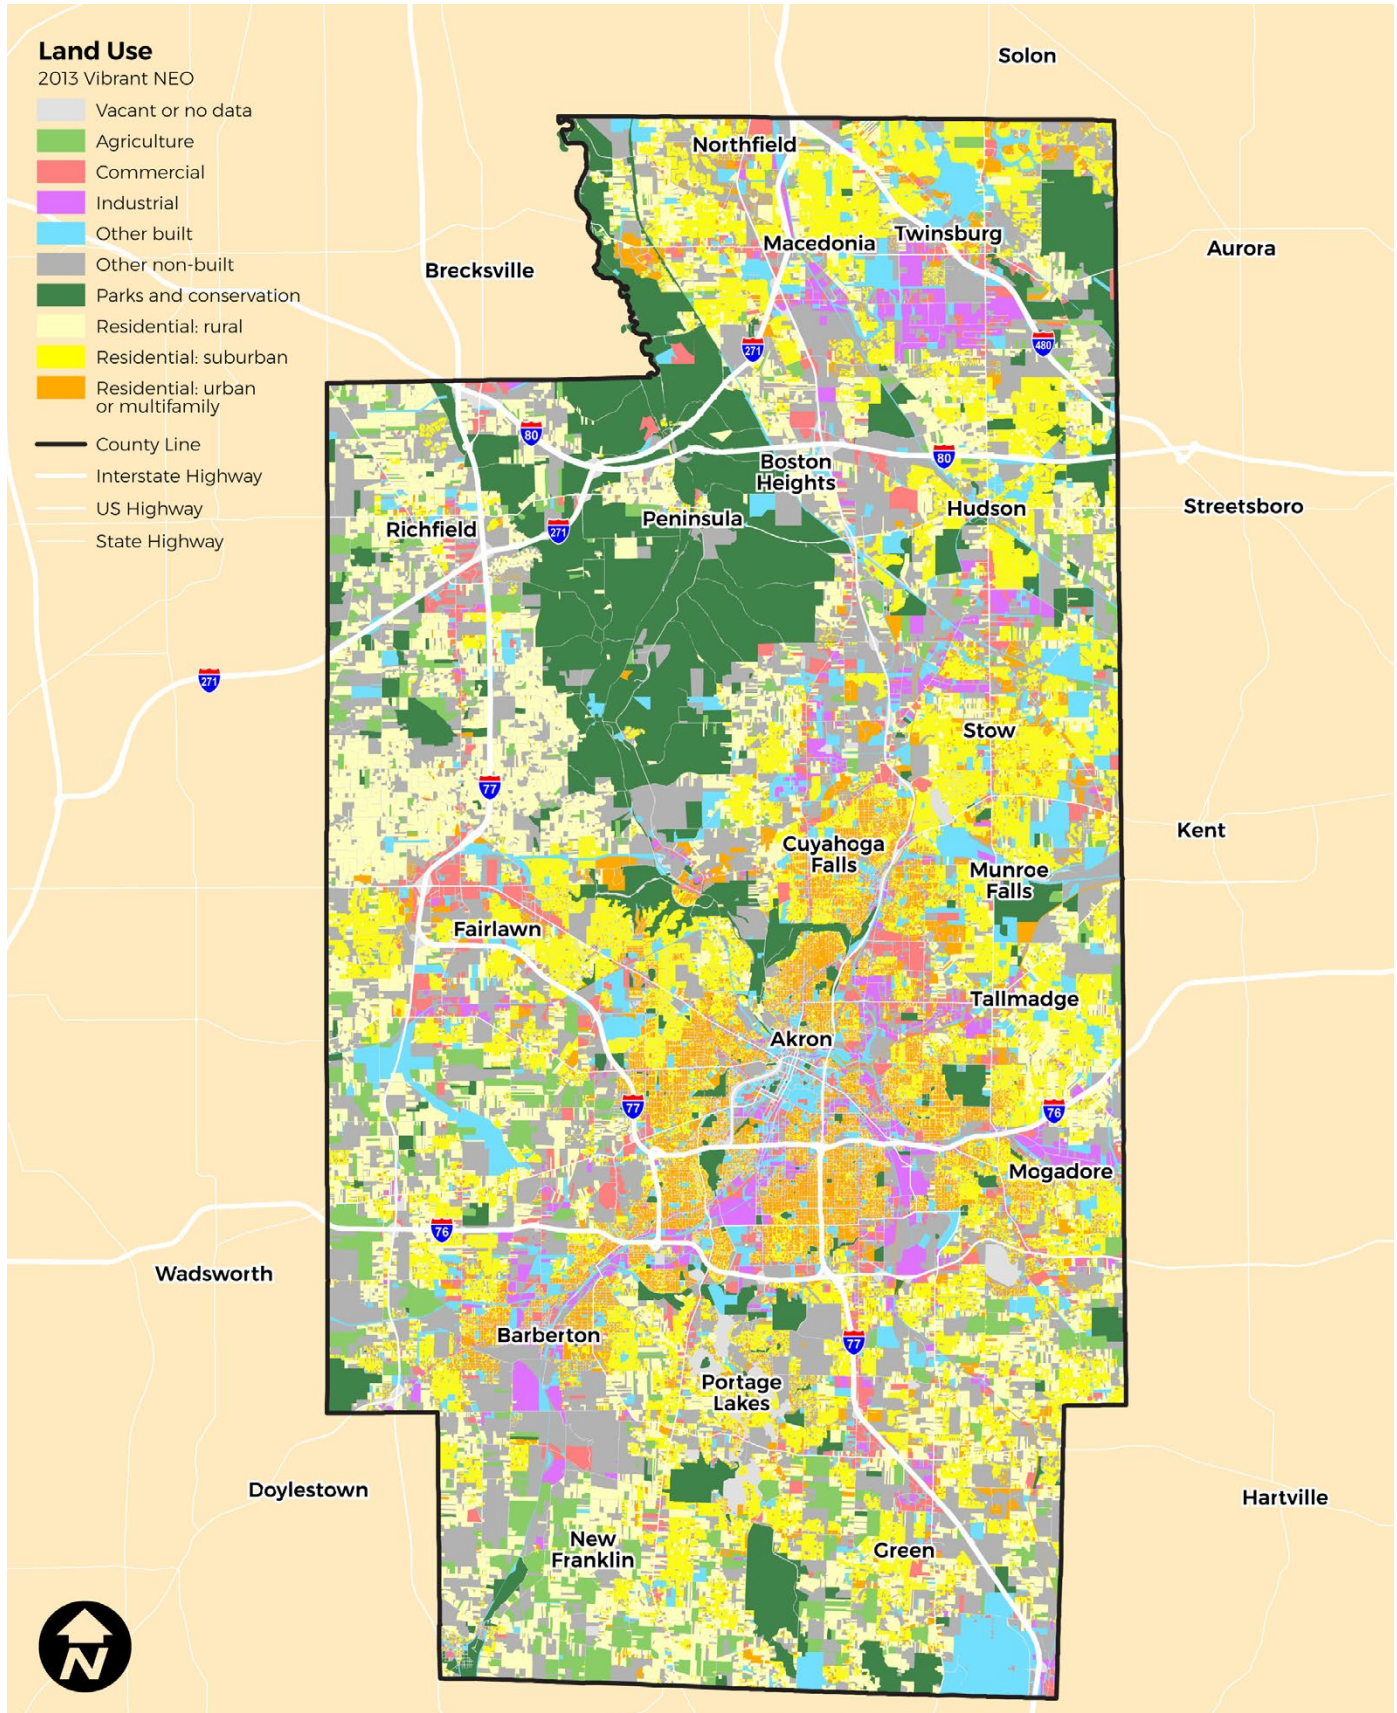 Land Use
2013 Vibrant NEO
Vacant or no data
Agriculture
Commercial
Industrial
Other built
Other non-built
Parks and conservation
Residential: rural
Residential: suburban
Residential: urban
or multifamily
County Line
Interstate Highway
US Highway
State Highway
Solon
Northfield
Macedonia
Twinsburg
Aurora
Brecksville
480
271
80
80
Boston
Heights
Hudson
Streetsboro
Richfield
271
Peninsula
271
Stow
77
Cuyahoga
Falls
Kent
Munroe
Falls
Fairlawn
Tallmadge
Akron
77
76
Mogadore
76
Wadsworth
Barberton
77
Portage
Lakes
Doylestown
Hartville
New
Franklin
Green
N